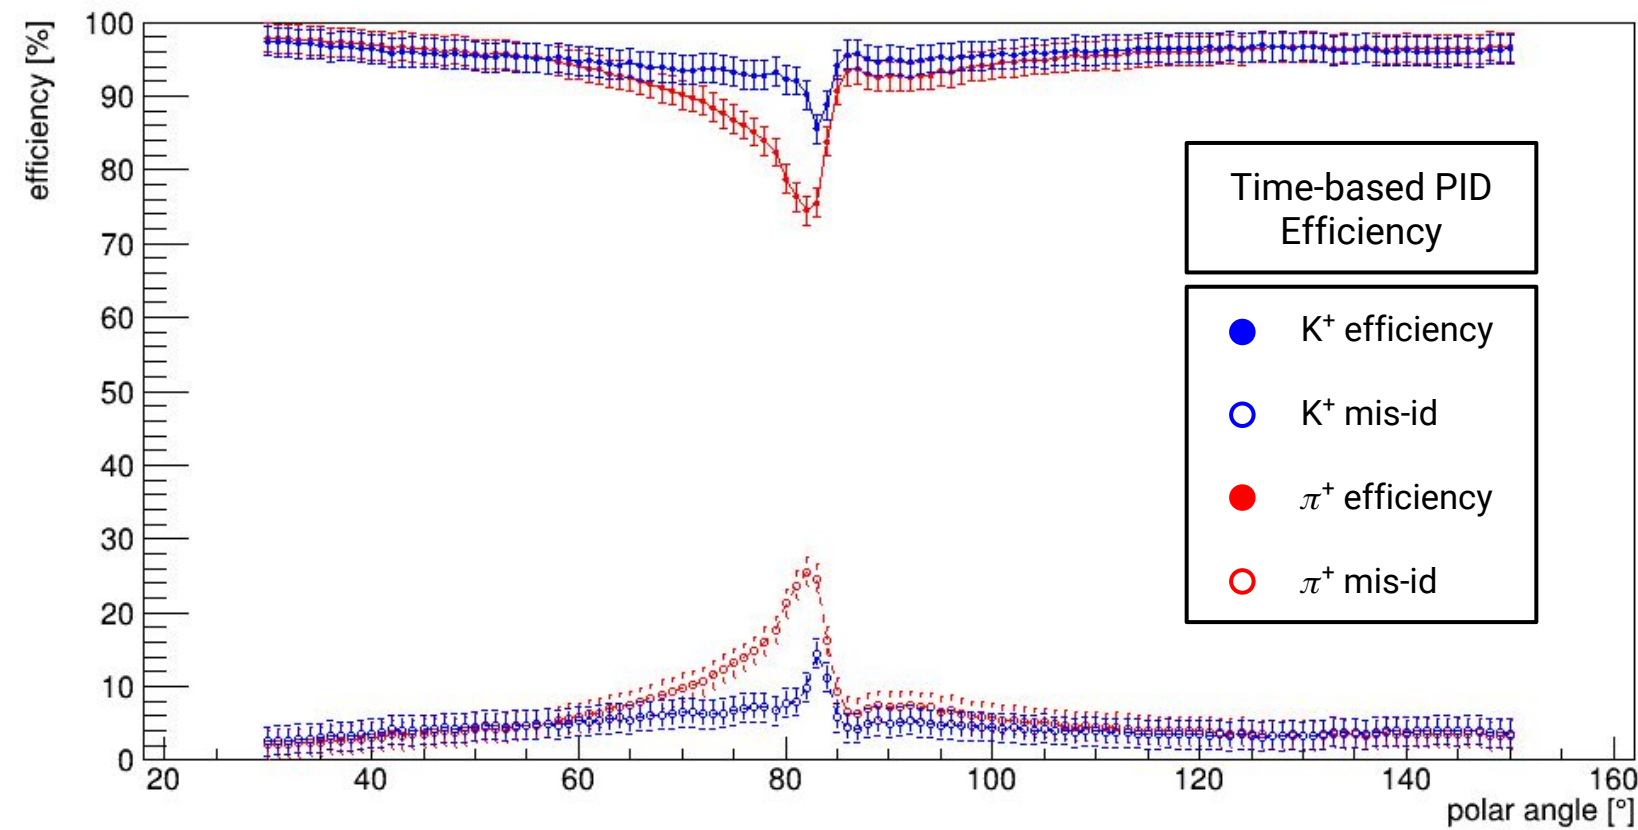 efficiency [%]
100
90
80
70
60
50
40
30
20
10
0
20 40 60 80 100 120 140 160
polar angle [°]
Time-based PID
Efficiency
K⁺ efficiency
K⁺ mis-id
π⁺ efficiency
π⁺ mis-id